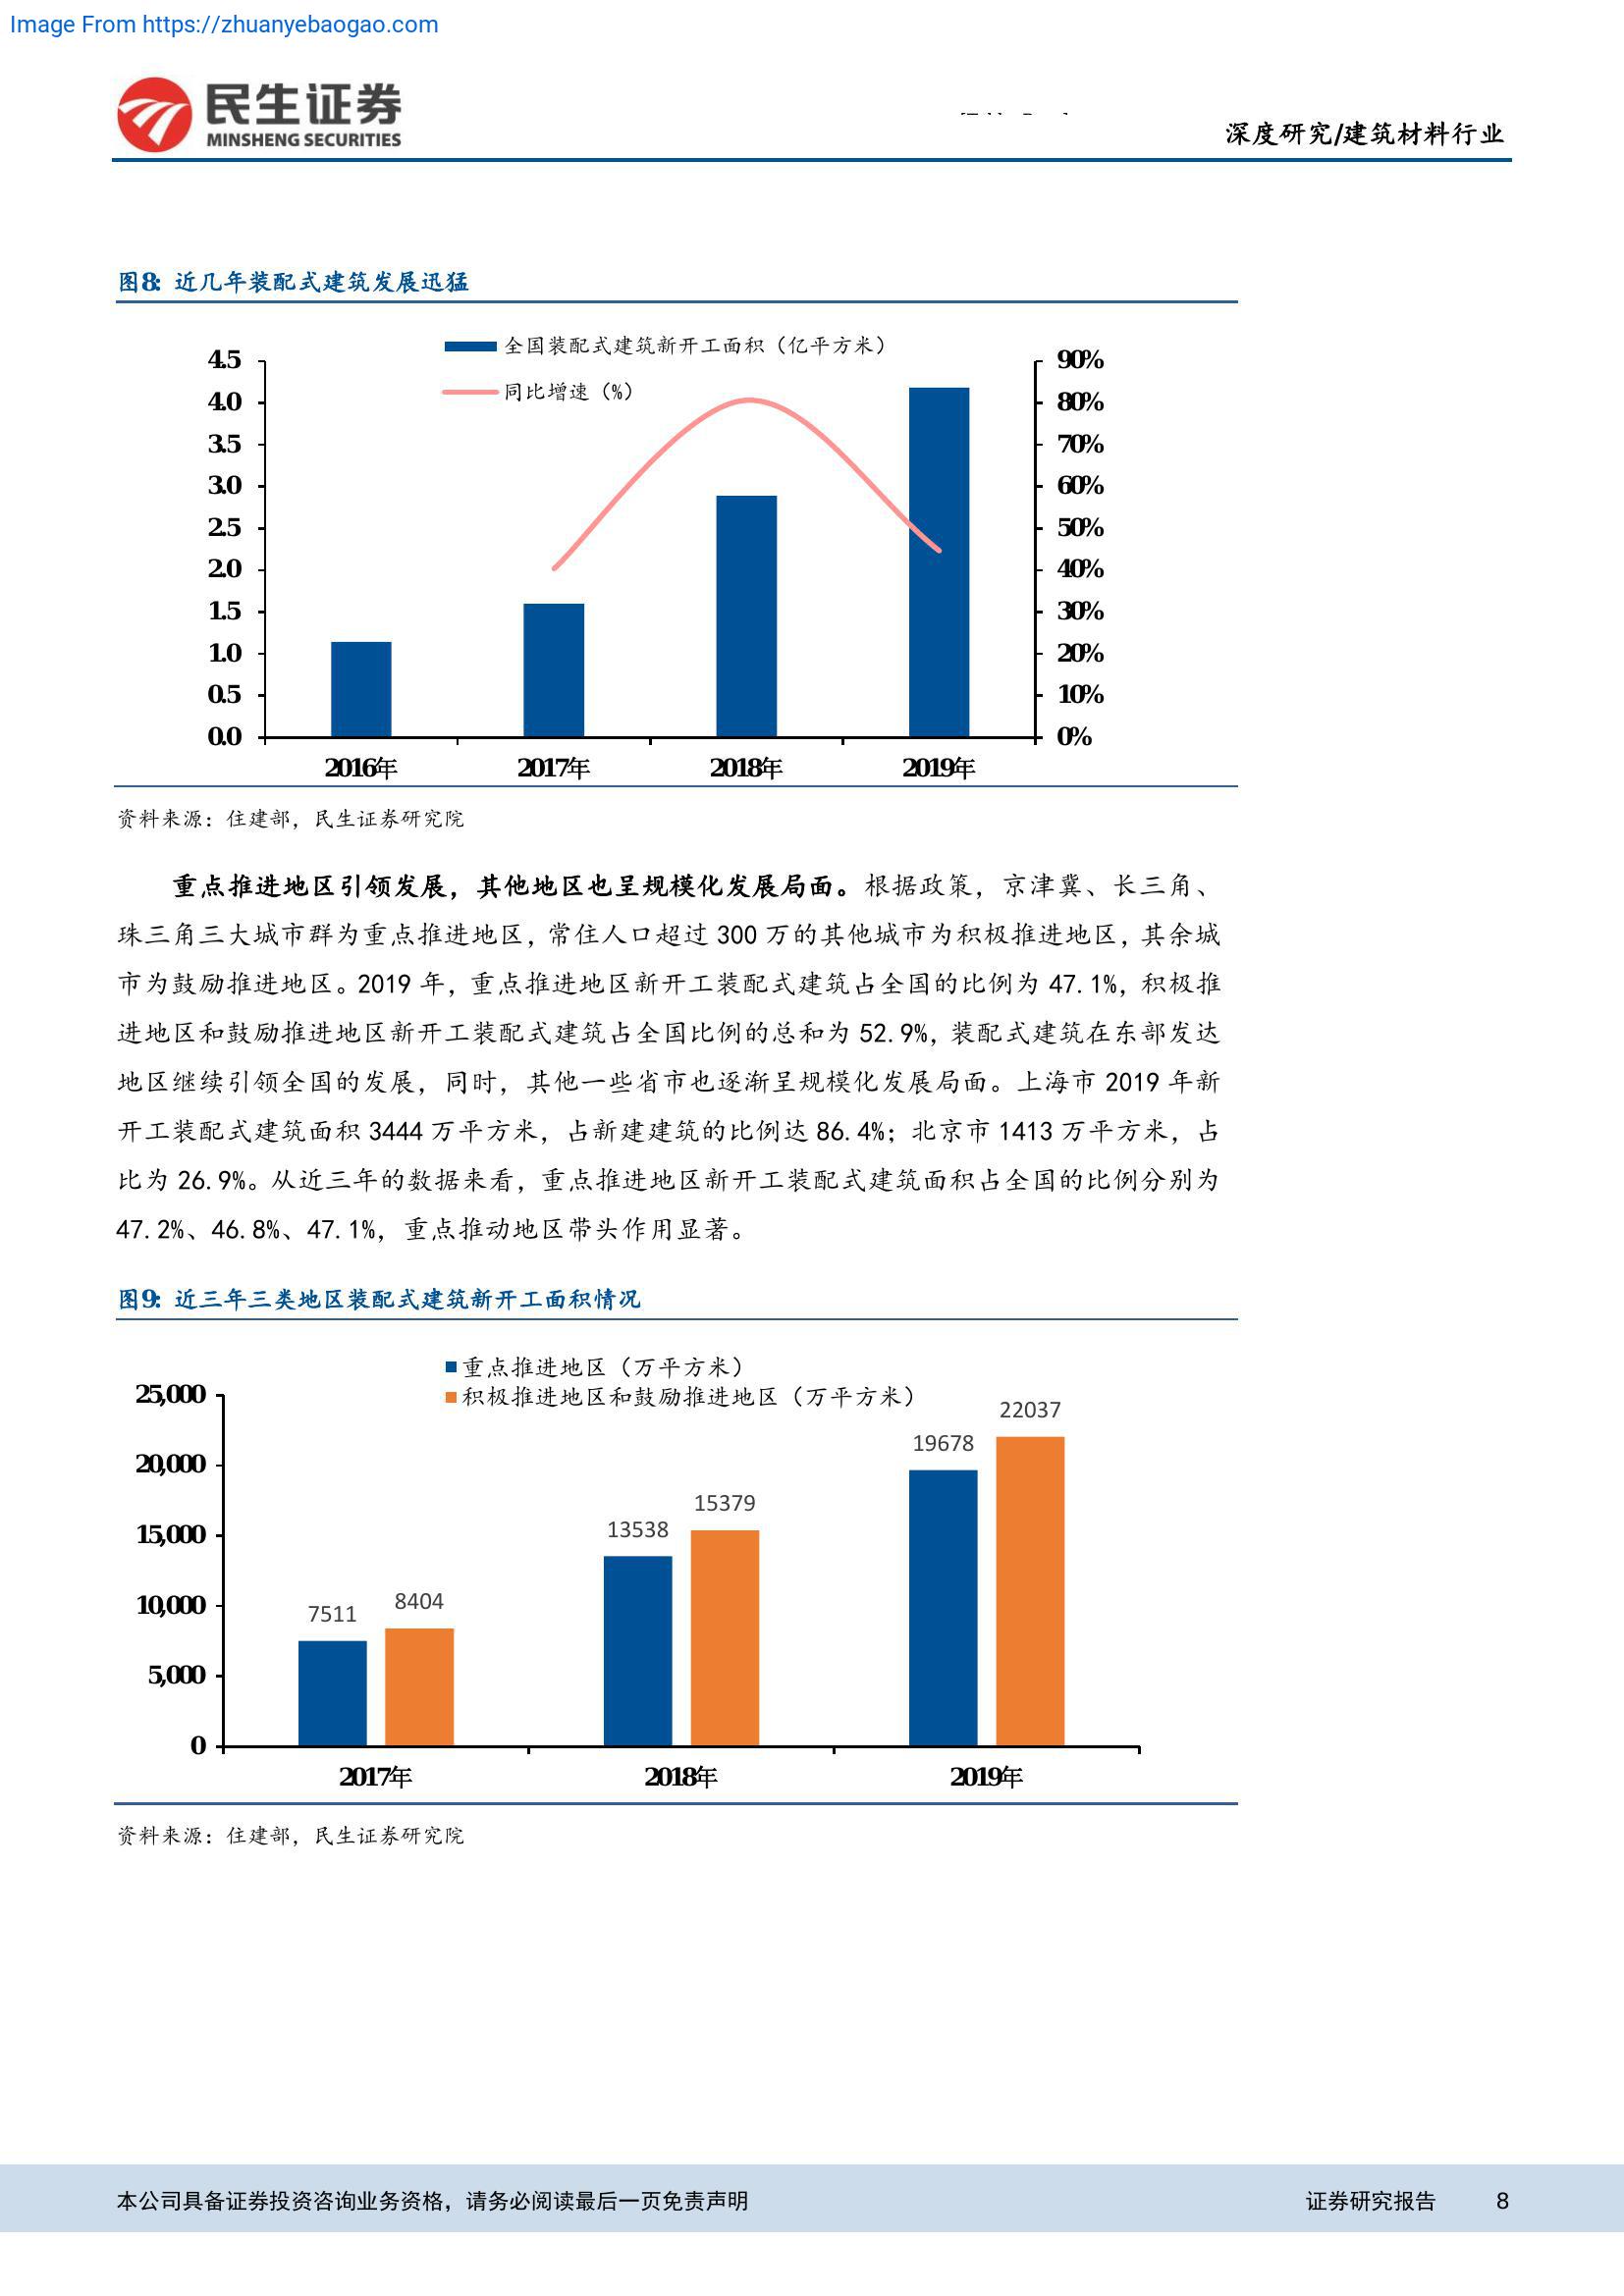 Image From https://zhuanyebaogao.com
民生证券
MINSHENG SECURITIES
深度研究/建筑材料行业
图8: 近几年装配式建筑发展迅猛
全国装配式建筑新开工面积（亿平方米）
同比增速（%）
4.5
4.0
3.5
3.0
2.5
2.0
1.5
1.0
0.5
0.0
90%
80%
70%
60%
50%
40%
30%
20%
10%
0%
2016年 2017年 2018年 2019年
资料来源：住建部，民生证券研究院
重点推进地区引领发展，其他地区也呈规模化发展局面。根据政策，京津冀、长三角、
珠三角三大城市群为重点推进地区，常住人口超过 300 万的其他城市为积极推进地区，其余城
市为鼓励推进地区。2019 年，重点推进地区新开工装配式建筑占全国的比例为 47.1%，积极推
进地区和鼓励推进地区新开工装配式建筑占全国比例的总和为 52.9%，装配式建筑在东部发达
地区继续引领全国的发展，同时，其他一些省市也逐渐呈规模化发展局面。上海市 2019 年新
开工装配式建筑面积 3444 万平方米，占新建建筑的比例达 86.4%；北京市 1413 万平方米，占
比为 26.9%。从近三年的数据来看，重点推进地区新开工装配式建筑面积占全国的比例分别为
47.2%、46.8%、47.1%，重点推动地区带头作用显著。
图9: 近三年三类地区装配式建筑新开工面积情况
重点推进地区（万平方米）
积极推进地区和鼓励推进地区（万平方米）
25,000
20,000
15,000
10,000
5,000
0
7511
8404
13538
15379
19678
22037
2017年 2018年 2019年
资料来源：住建部，民生证券研究院
本公司具备证券投资咨询业务资格，请务必阅读最后一页免责声明
证券研究报告 8